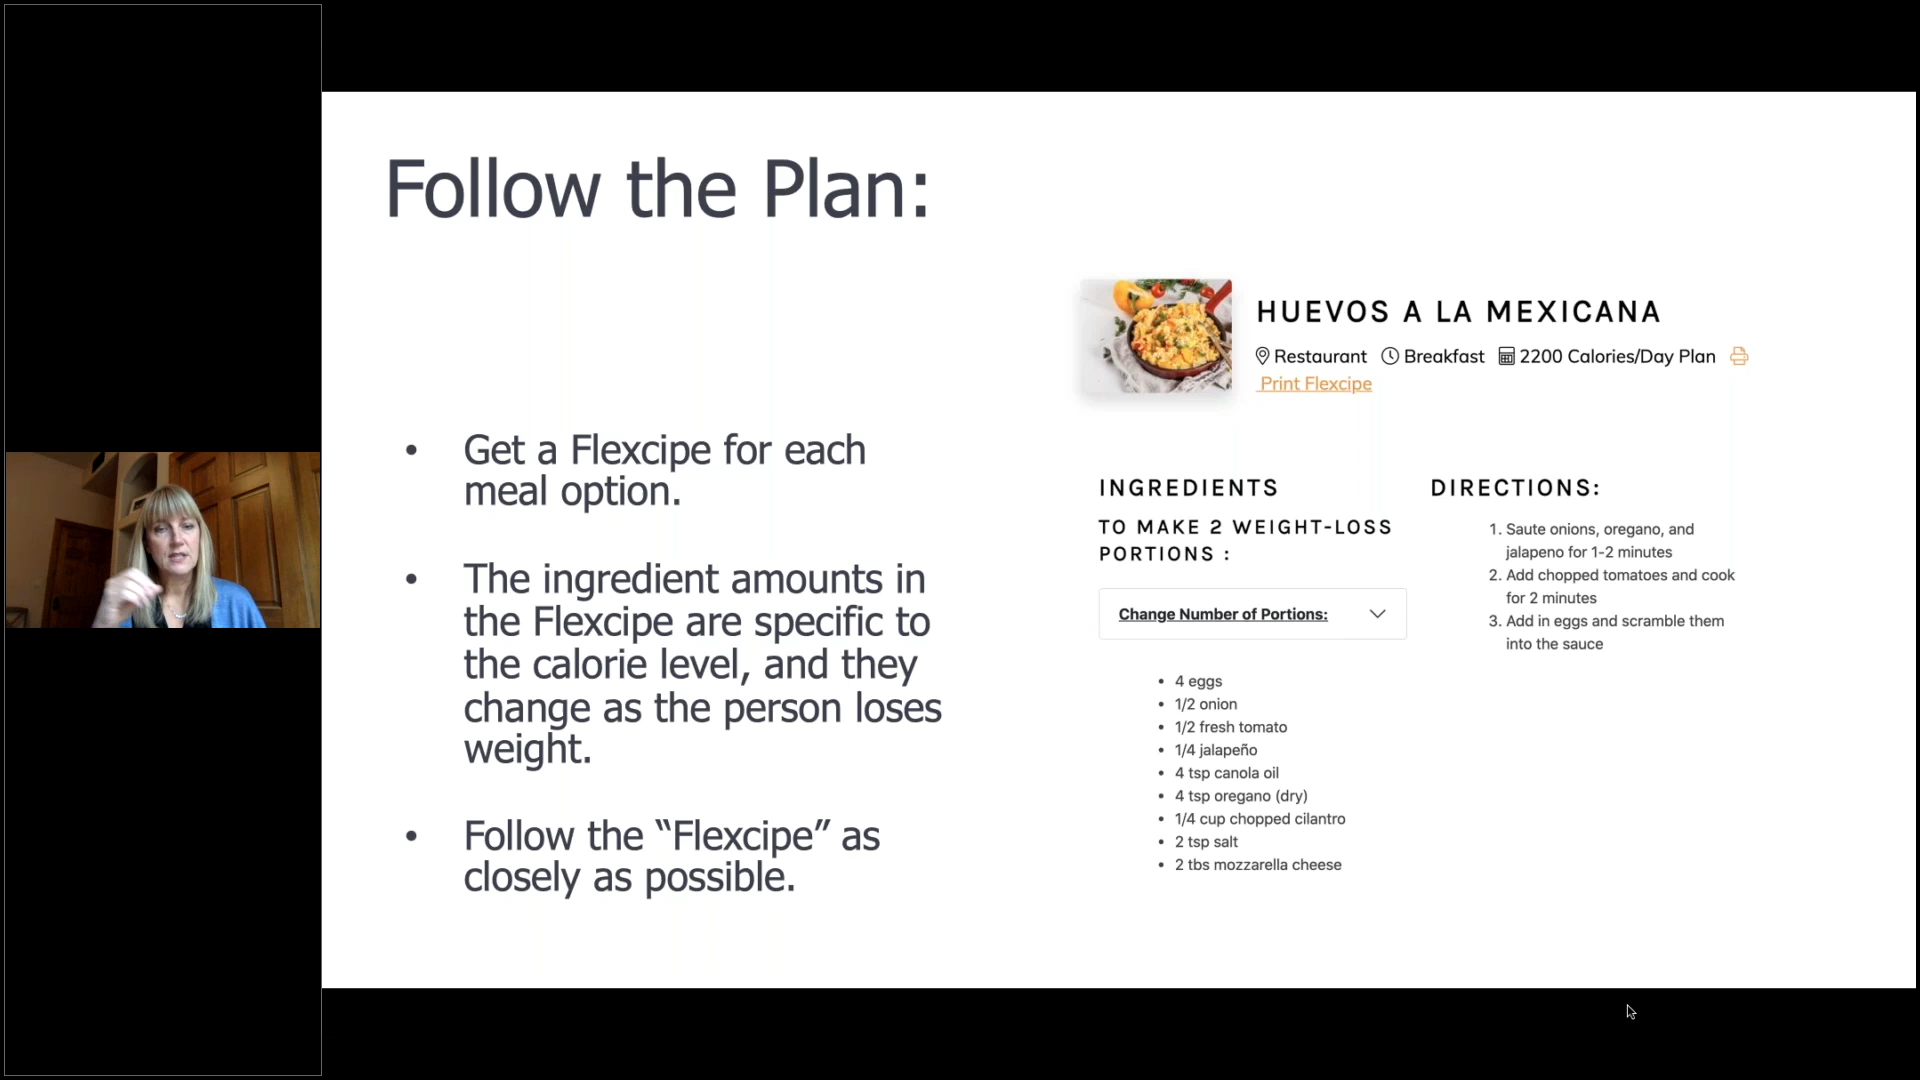 Follow the Plan:
• Get a Flexcipe for each
meal option.
• The ingredient amounts in
the Flexcipe are specific to
the calorie level, and they
change as the person loses
weight.
• Follow the “Flexcipe” as
closely as possible.
HUEVOS A LA MEXICANA
Restaurant Breakfast 2200 Calories/Day Plan
Print Flexcipe
INGREDIENTS
TO MAKE 2 WEIGHT-LOSS
PORTIONS :
Change Number of Portions:
• 4 eggs
• 1/2 onion
• 1/2 fresh tomato
• 1/4 jalapeño
• 4 tsp canola oil
• 4 tsp oregano (dry)
• 1/4 cup chopped cilantro
• 2 tsp salt
• 2 tbs mozzarella cheese
DIRECTIONS:
1. Saute onions, oregano, and
jalapeno for 1-2 minutes
2. Add chopped tomatoes and cook
for 2 minutes
3. Add in eggs and scramble them
into the sauce